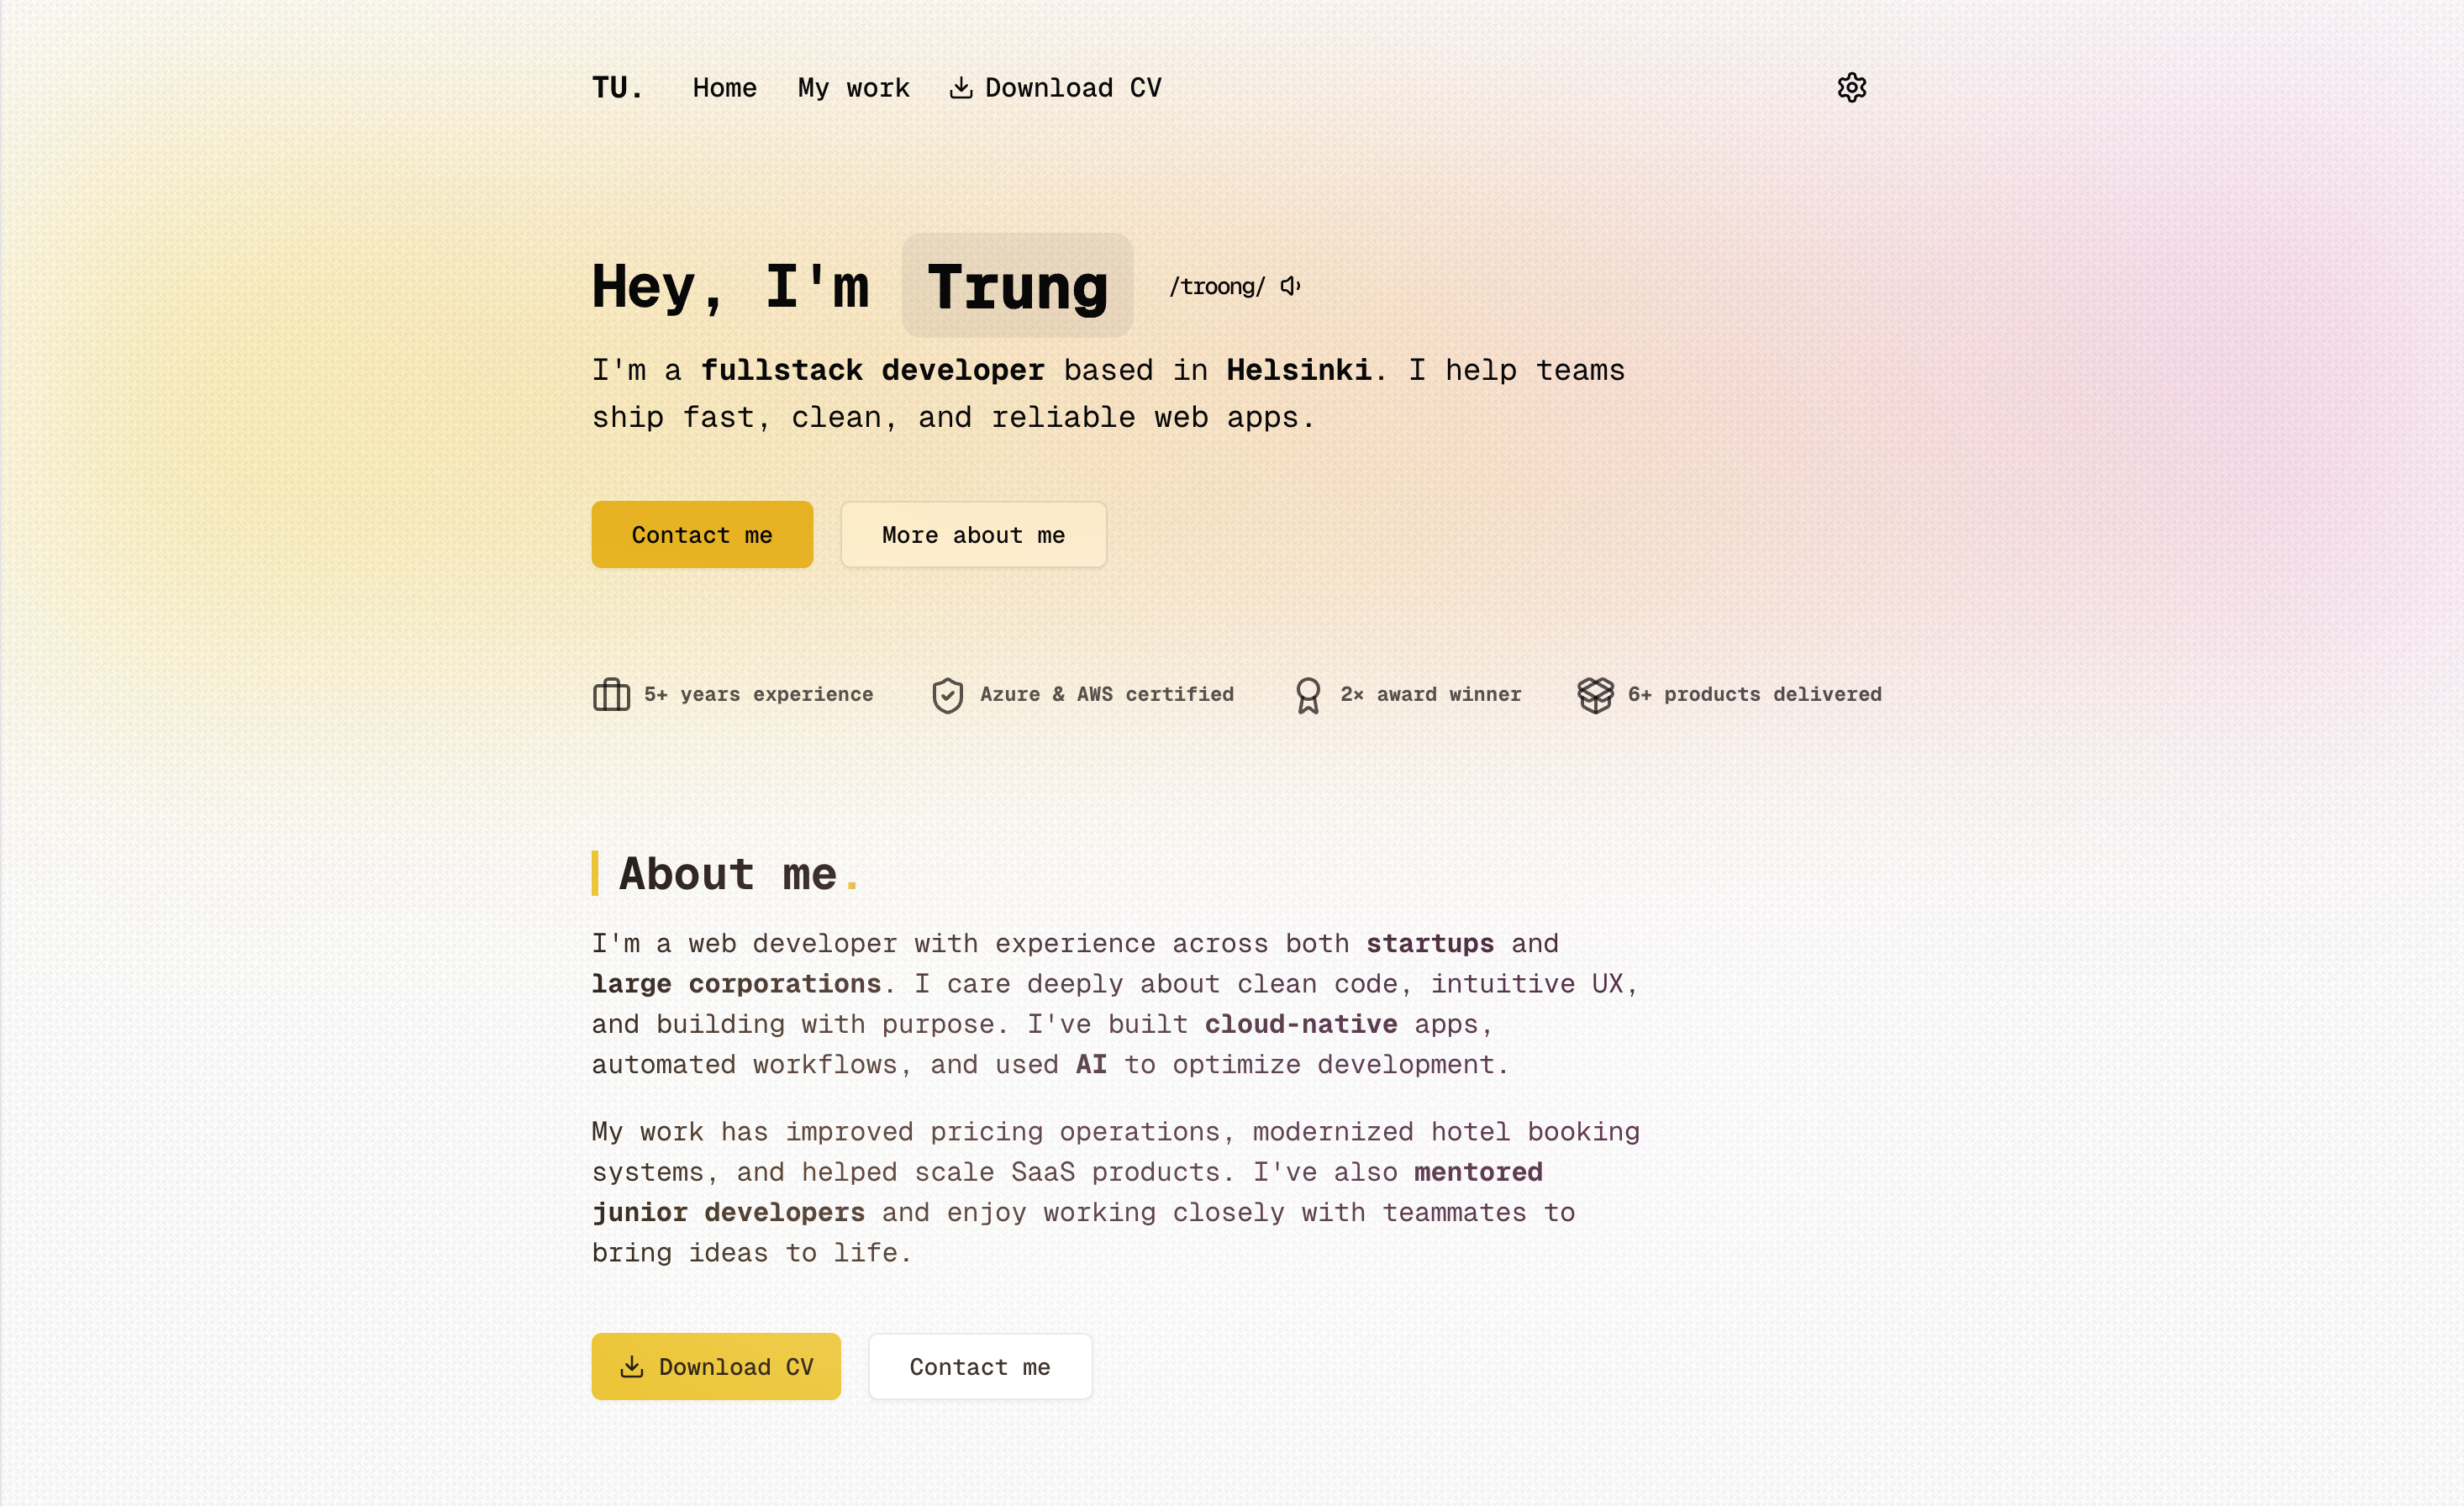 TU. Home My work Download CV
Hey, I'm Trung /troong/
I'm a fullstack developer based in Helsinki. I help teams
ship fast, clean, and reliable web apps.
Contact me More about me
5+ years experience Azure & AWS certified 2× award winner 6+ products delivered
About me.
I'm a web developer with experience across both startups and
large corporations. I care deeply about clean code, intuitive UX,
and building with purpose. I've built cloud-native apps,
automated workflows, and used AI to optimize development.
My work has improved pricing operations, modernized hotel booking
systems, and helped scale SaaS products. I've also mentored
junior developers and enjoy working closely with teammates to
bring ideas to life.
Download CV Contact me